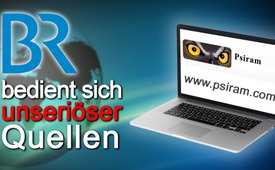 BR
bedient sich
unseriöser
Quellen
Psiram
www.psiram.com